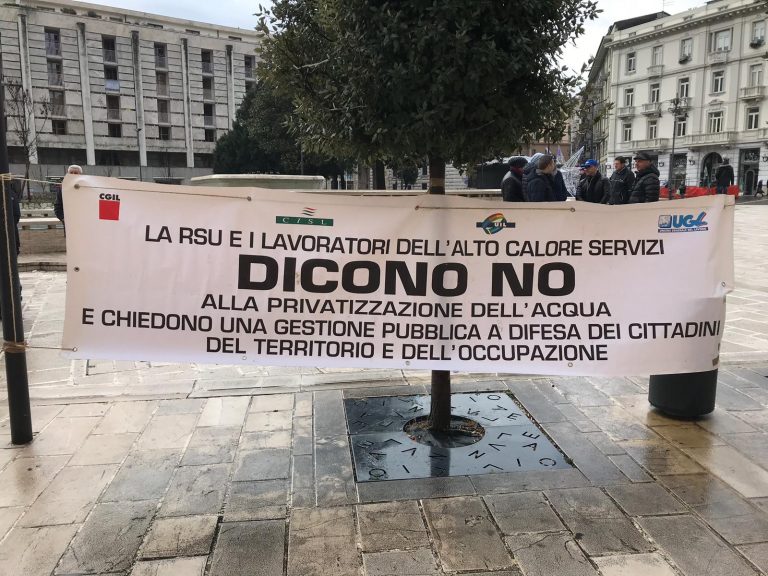 CGIL
CISL
UIL
UGL
LA RSU E I LAVORATORI DELL'ALTO CALORE SERVIZI
DICONO NO
ALLA PRIVATIZZAZIONE DELL'ACQUA
E CHIEDONO UNA GESTIONE PUBBLICA A DIFESA DEI CITTADINI
DEL TERRITORIO E DELL'OCCUPAZIONE